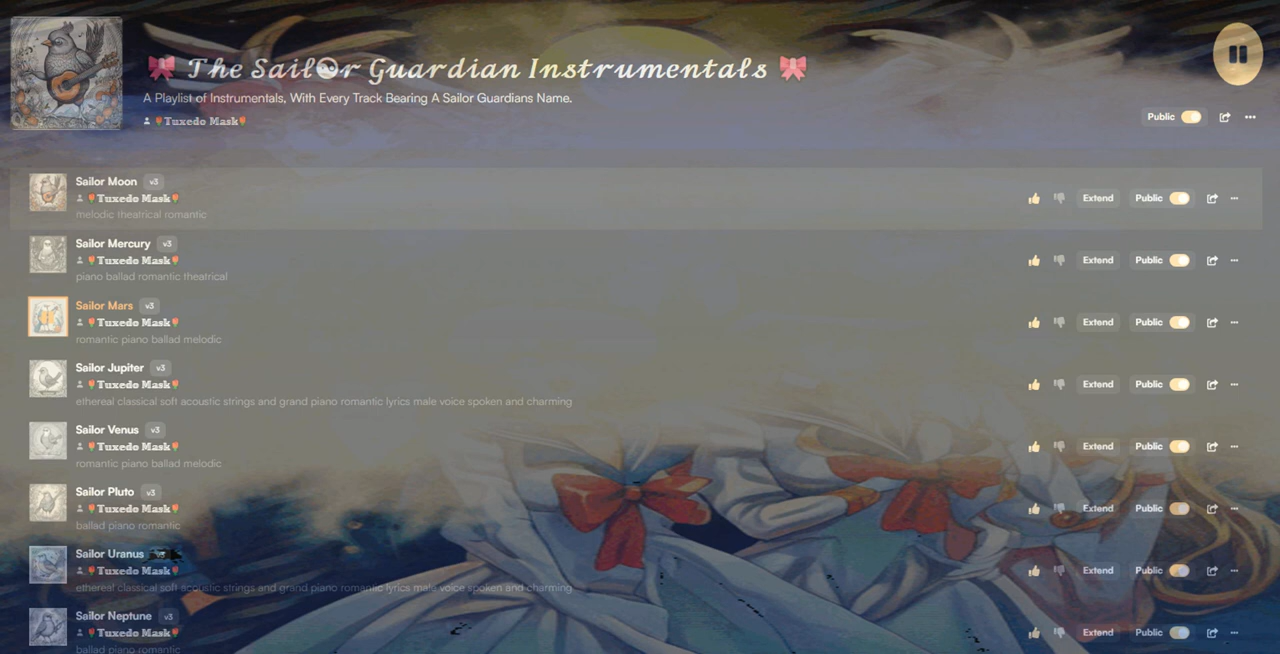 🎀 The Sailor Guardian Instrumentals 🎀
A Playlist of Instrumentals, With Every Track Bearing A Sailor Guardians Name.
🌹Tuxedo Mask🌹
Public
Sailor Moon v3
🌹Tuxedo Mask🌹
melodic theatrical romantic
Extend Public
Sailor Mercury v3
🌹Tuxedo Mask🌹
piano ballad romantic theatrical
Extend Public
Sailor Mars v3
🌹Tuxedo Mask🌹
romantic piano ballad melodic
Extend Public
Sailor Jupiter v3
🌹Tuxedo Mask🌹
ethereal classical soft acoustic strings and grand piano romantic lyrics male voice spoken and charming
Extend Public
Sailor Venus v3
🌹Tuxedo Mask🌹
romantic piano ballad melodic
Extend Public
Sailor Pluto v3
🌹Tuxedo Mask🌹
ballad piano romantic
Extend Public
Sailor Uranus
🌹Tuxedo Mask🌹
ethereal classical soft acoustic strings and grand piano romantic lyrics male voice spoken and charming
Extend Public
Sailor Neptune v3
🌹Tuxedo Mask🌹
ballad piano romantic
Extend Public